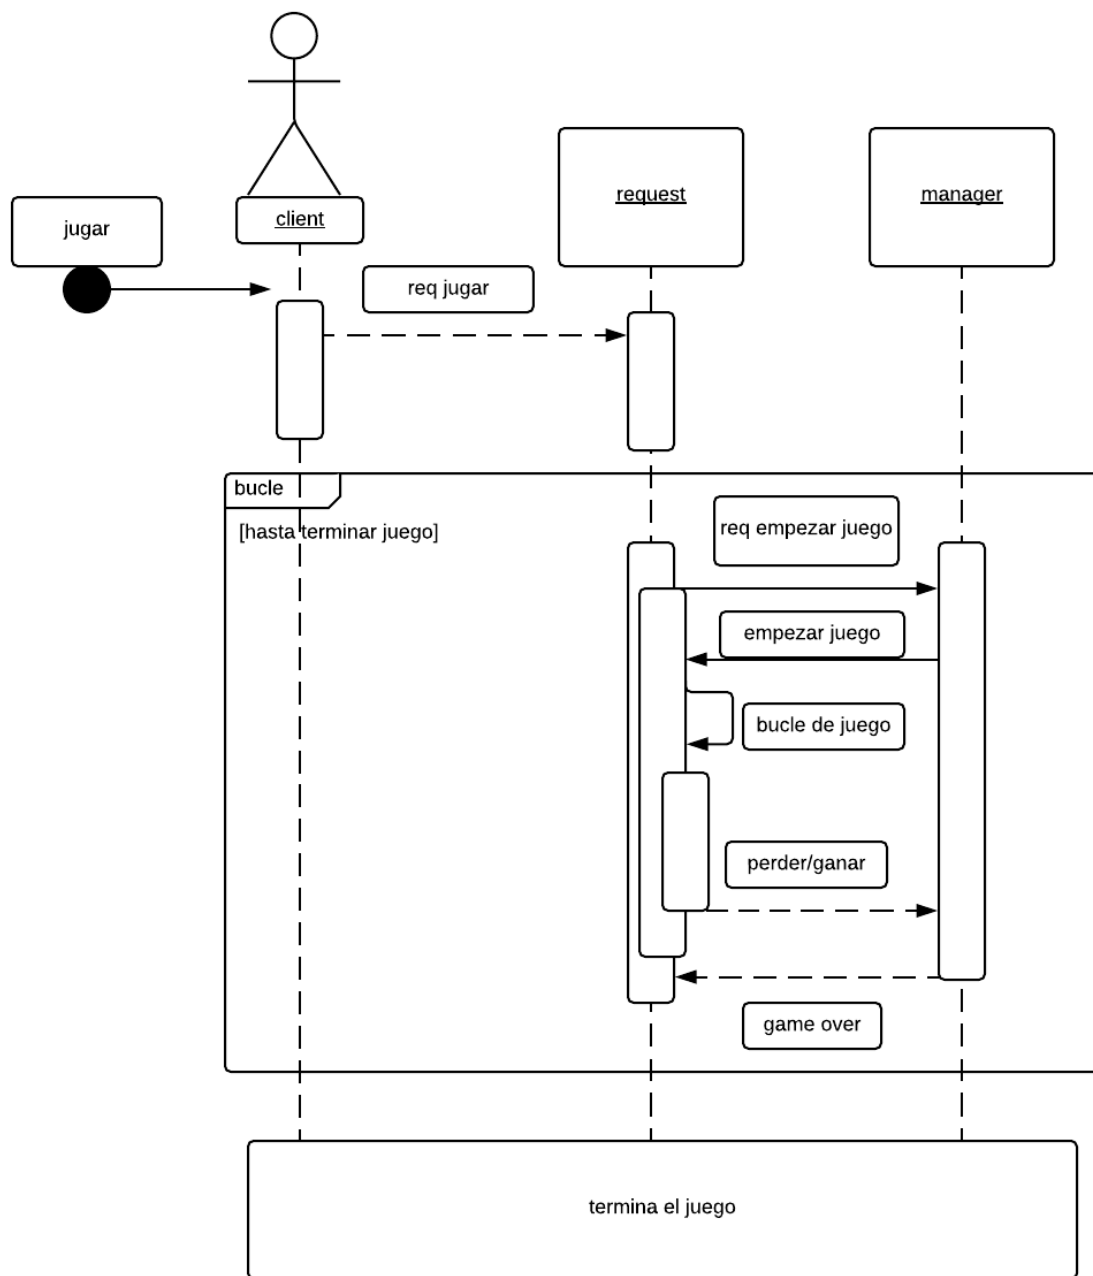 request
manager
client
jugar
req jugar
bucle
[hasta terminar juego]
req empezar juego
empezar juego
bucle de juego
perder/ganar
game over
termina el juego